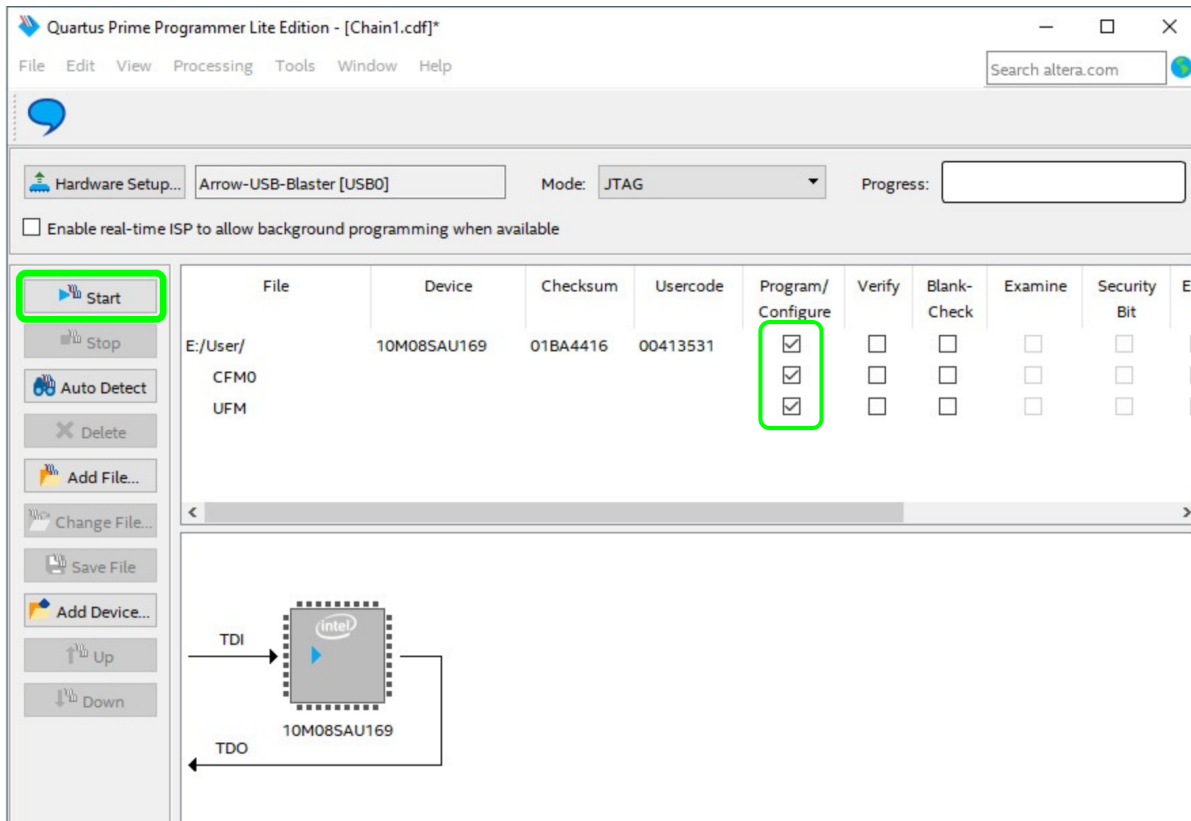 Quartus Prime Programmer Lite Edition - [Chain1.cdf]*
File Edit View Processing Tools Window Help
Search altera.com
Hardware Setup... Arrow-USB-Blaster [USB0] Mode: JTAG Progress:
Enable real-time ISP to allow background programming when available
Start
Stop
Auto Detect
Delete
Add File...
Change File...
Save File
Add Device...
Up
Down
File Device Checksum Usercode Program/ Configure Verify Blank- Check Examine Security Bit E
E:/User/ 10M08SAU169 01BA4416 00413531
CFM0
UFM
TDI
intel
10M08SAU169
TDO